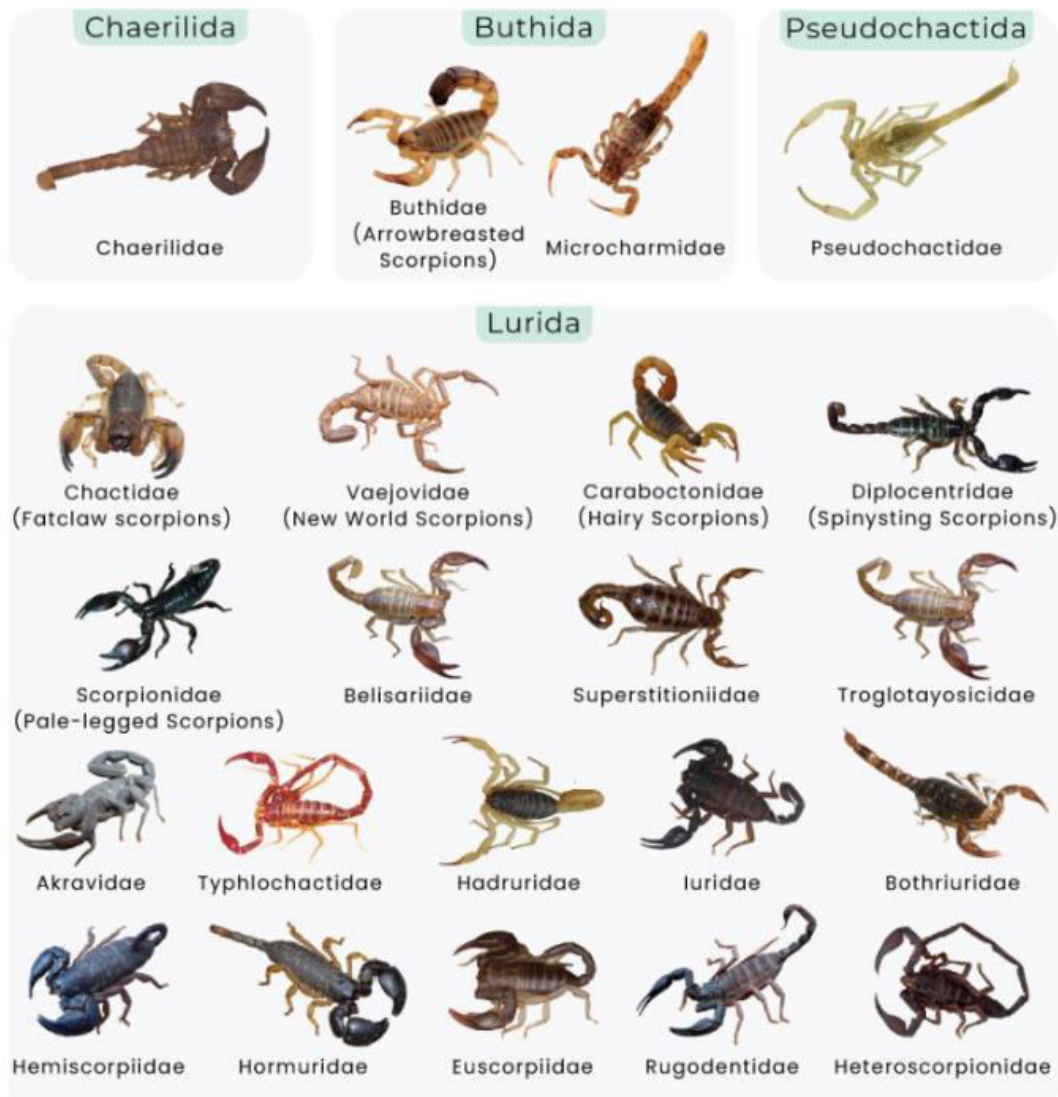 Chaerilida
Buthida
Pseudochactida
Chaerilidae
Buthidae
(Arrowbreasted
Scorpions)
Microcharmidae
Pseudochactidae
Lurida
Chactidae
(Fatclaw scorpions)
Vaejovidae
(New World Scorpions)
Caraboctonidae
(Hairy Scorpions)
Diplocentridae
(Spinysting Scorpions)
Scorpionidae
(Pale-legged Scorpions)
Belisariidae
Superstitioniidae
Troglotayosicidae
Akravidae
Typhlochactidae
Hadruridae
Iuridae
Bothriuridae
Hemiscorpiidae
Hormuridae
Euscorpiidae
Rugodentidae
Heteroscorpionidae